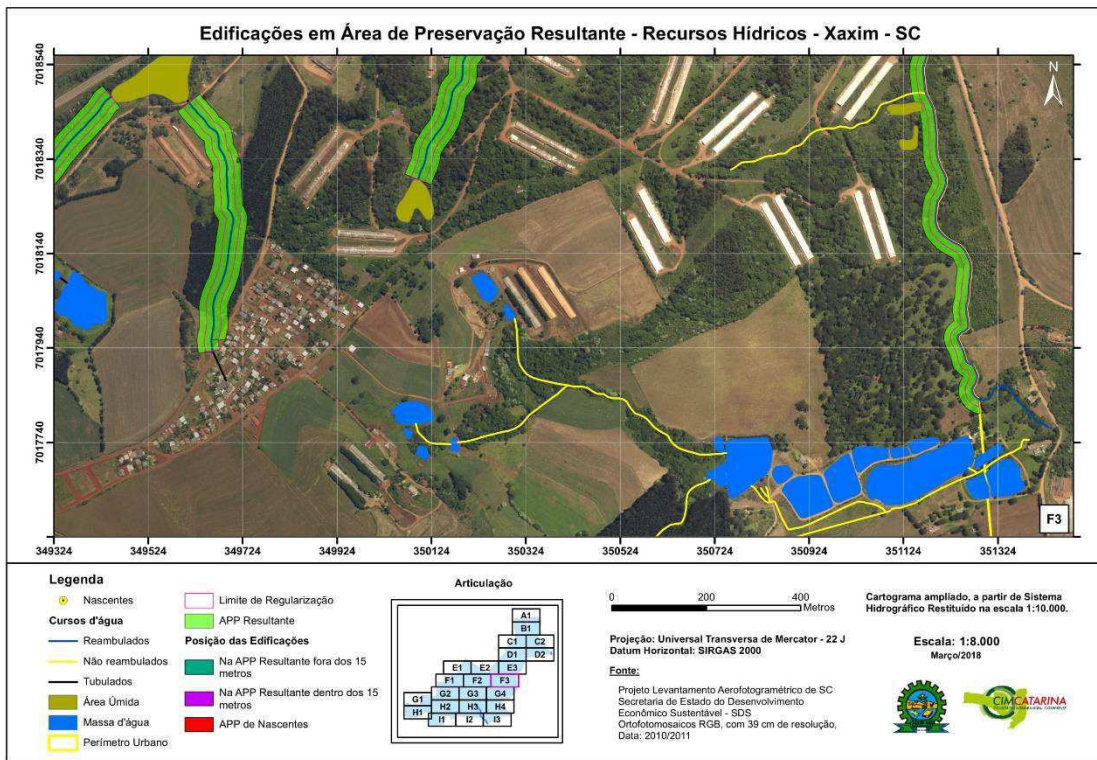 Edificações em Área de Preservação Resultante - Recursos Hídricos - Xaxim - SC
N
7018540
7018340
7018140
7017940
7017740
F3
349324
349524
349724
349924
350124
350324
350524
350724
350924
351124
351324
Legenda
Nascentes
Cursos d'água
Reambulados
Não reambulados
Tubulados
Área Úmida
Massa d'água
Perímetro Urbano
Limite de Regularização
APP Resultante
Posição das Edificações
Na APP Resultante fora dos 15
metros
Na APP Resultante dentro dos 15
metros
APP de Nascentes
Articulação
A1
B1
C1 C2
D1 D2
E1 E2 E3
F1 F2 F3
G1 G2 G3 G4
H1 H2 H3 H4
I1 I2 I3
0 200 400
Metros
Projeção: Universal Transversa de Mercator - 22 J
Datum Horizontal: SIRGAS 2000
Fonte:
Projeto Levantamento Aerofotogramétrico de SC
Secretaria de Estado do Desenvolvimento
Econômico Sustentável - SDS
Ortofotomosaicos RGB, com 39 cm de resolução,
Data: 2010/2011
Cartograma ampliado, a partir de Sistema
Hidrográfico Restituído na escala 1:10.000.
Escala: 1:8.000
Março/2018
CIMCATARINA